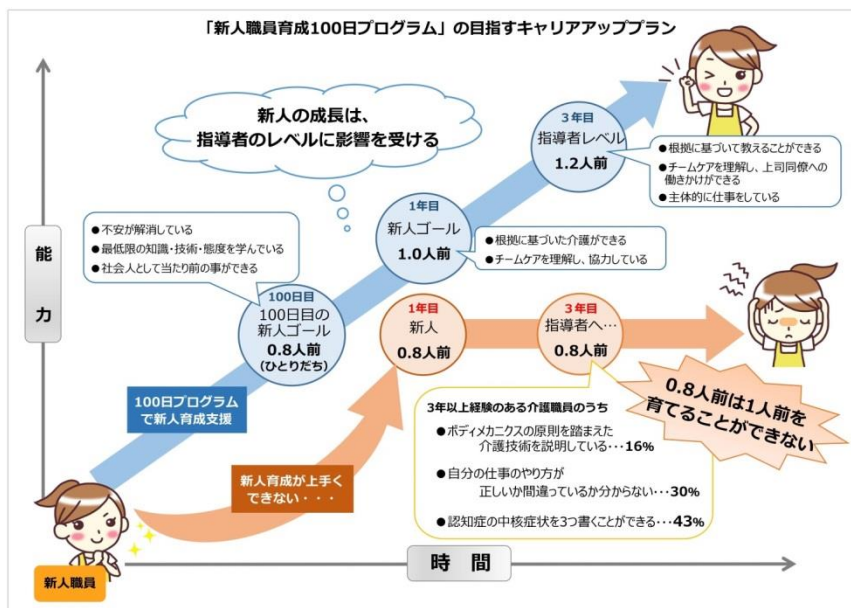 「新人職員育成100日プログラム」の目指すキャリアアッププラン
新人の成長は、
指導者のレベルに影響を受ける
3年目
指導者レベル
1.2人前
●根拠に基づいて教えることができる
●チームケアを理解し、上司同僚への
働きかけができる
●主体的に仕事をしている
1年目
新人ゴール
1.0人前
●根拠に基づいた介護ができる
●チームケアを理解し、協力している
●不安が解消している
●最低限の知識・技術・態度を学んでいる
●社会人として当たり前の事ができる
100日目
100日目の
新人ゴール
0.8人前
(ひとりだち)
能
力
1年目
新人
0.8人前
3年目
指導者へ…
0.8人前
0.8人前は1人前を
育てることができない
100日プログラム
で新人育成支援
新人育成が上手く
できない・・・
3年以上経験のある介護職員のうち
●ボディメカニクスの原則を踏まえた
介護技術を説明している・・・16%
●自分の仕事のやり方が
正しいか間違っているか分からない・・・30%
●認知症の中核症状を3つ書くことができる・・・43%
新人職員
時 間